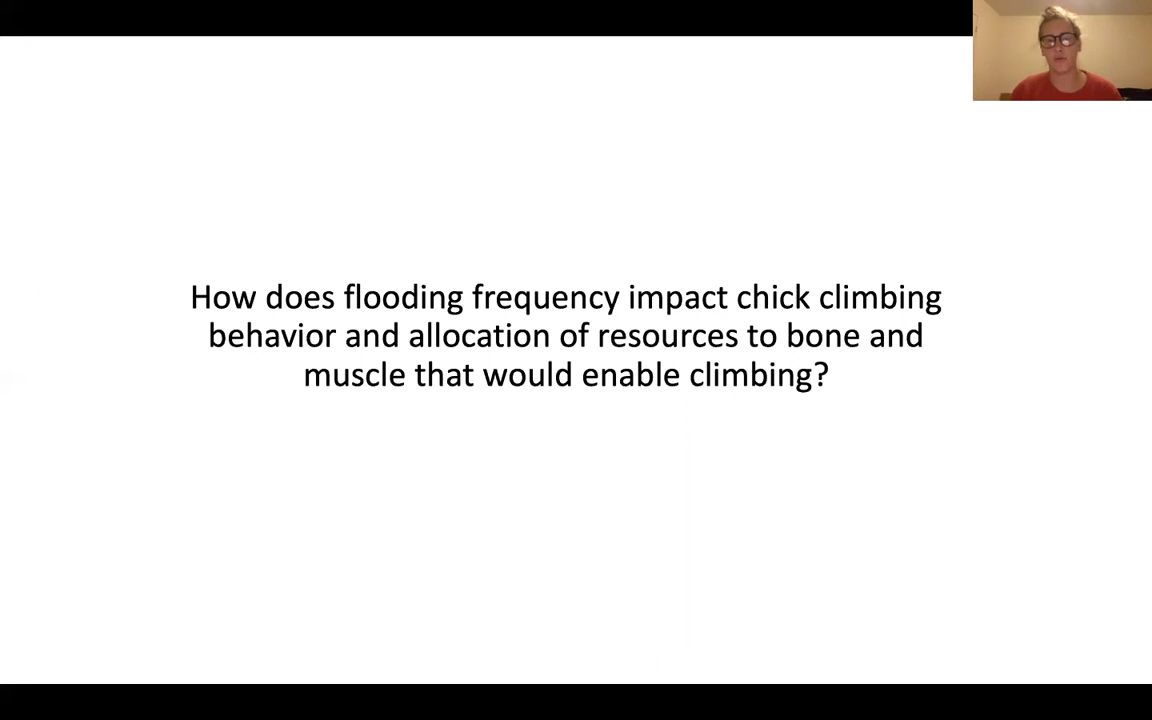 How does flooding frequency impact chick climbing
behavior and allocation of resources to bone and
muscle that would enable climbing?